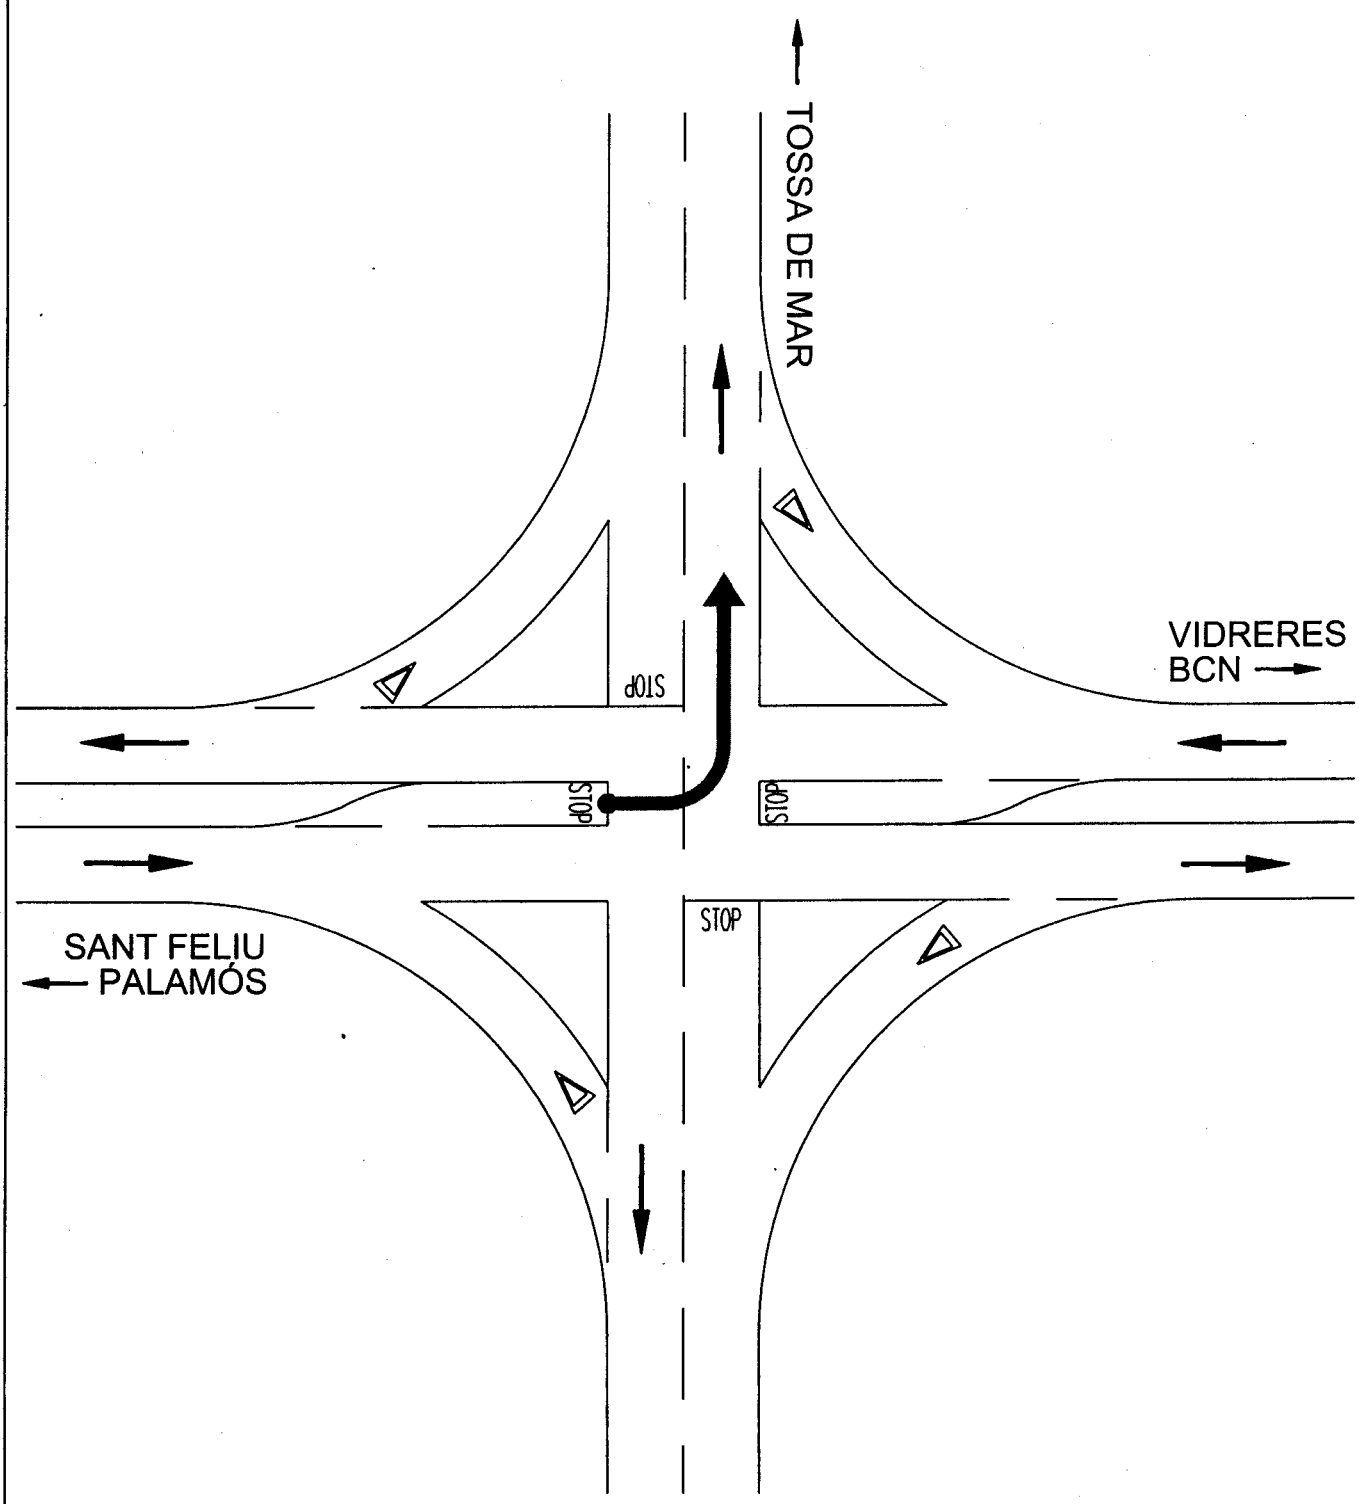 TOSSA DE MAR
VIDRERES
BCN
STOP
STOP
STOP
STOP
SANT FELIU
PALAMÓS